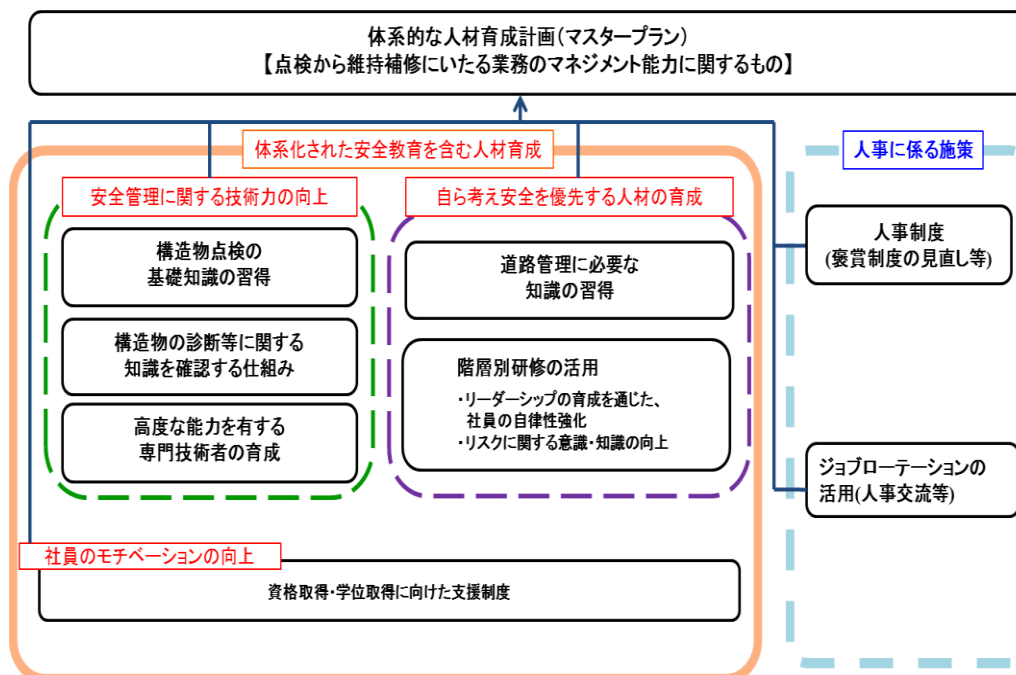 体系的な人材育成計画(マスタープラン)
【点検から維持補修にいたる業務のマネジメント能力に関するもの】
体系化された安全教育を含む人材育成
安全管理に関する技術力の向上
構造物点検の
基礎知識の習得
構造物の診断等に関する
知識を確認する仕組み
高度な能力を有する
専門技術者の育成
自ら考え安全を優先する人材の育成
道路管理に必要な
知識の習得
階層別研修の活用
・リーダーシップの育成を通じた、
社員の自律性強化
・リスクに関する意識・知識の向上
社員のモチベーションの向上
資格取得・学位取得に向けた支援制度
人事に係る施策
人事制度
(褒賞制度の見直し等)
ジョブローテーションの
活用(人事交流等)